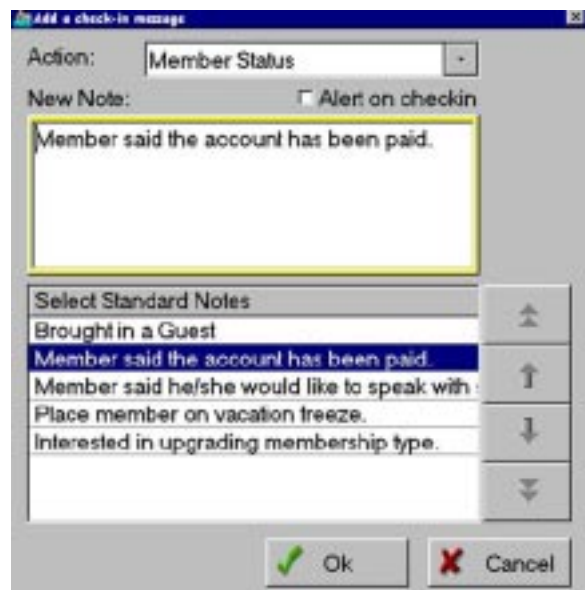 Add a check-in message
Action: Member Status
New Note: Alert on checkin
Member said the account has been paid.
Select Standard Notes
Brought in a Guest
Member said the account has been paid.
Member said he/she would like to speak with
Place member on vacation freeze.
Interested in upgrading membership type.
Ok Cancel